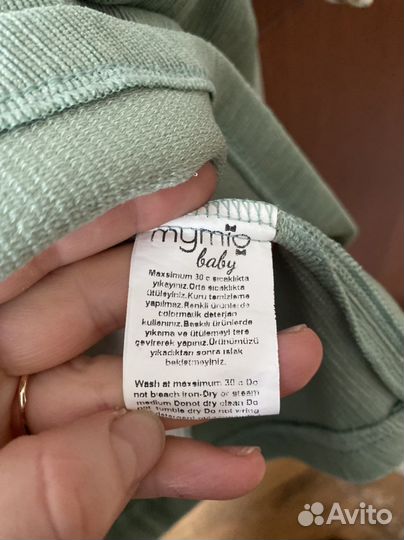 mymio
baby
Maxsimum 30 c sıcaklıkta
yıkayınız.Orta sıcaklıkta
ütüleyiniz.Kuru temizleme
yapılmaz.Renkli ürünlerde
colormatik deterjan
kullanınız.Baskılı ürünlerde
yıkama ve ütülemeyi ters
çevirerek yapınız.Ürününüzü
yıkadıktan sonra ıslak
bekletmeyiniz.
Wash at maxsimum 30 c Do
not bleach iron-Dry or steam
medium Donot dry clean Do
not tumble dry Do not wring
Avito